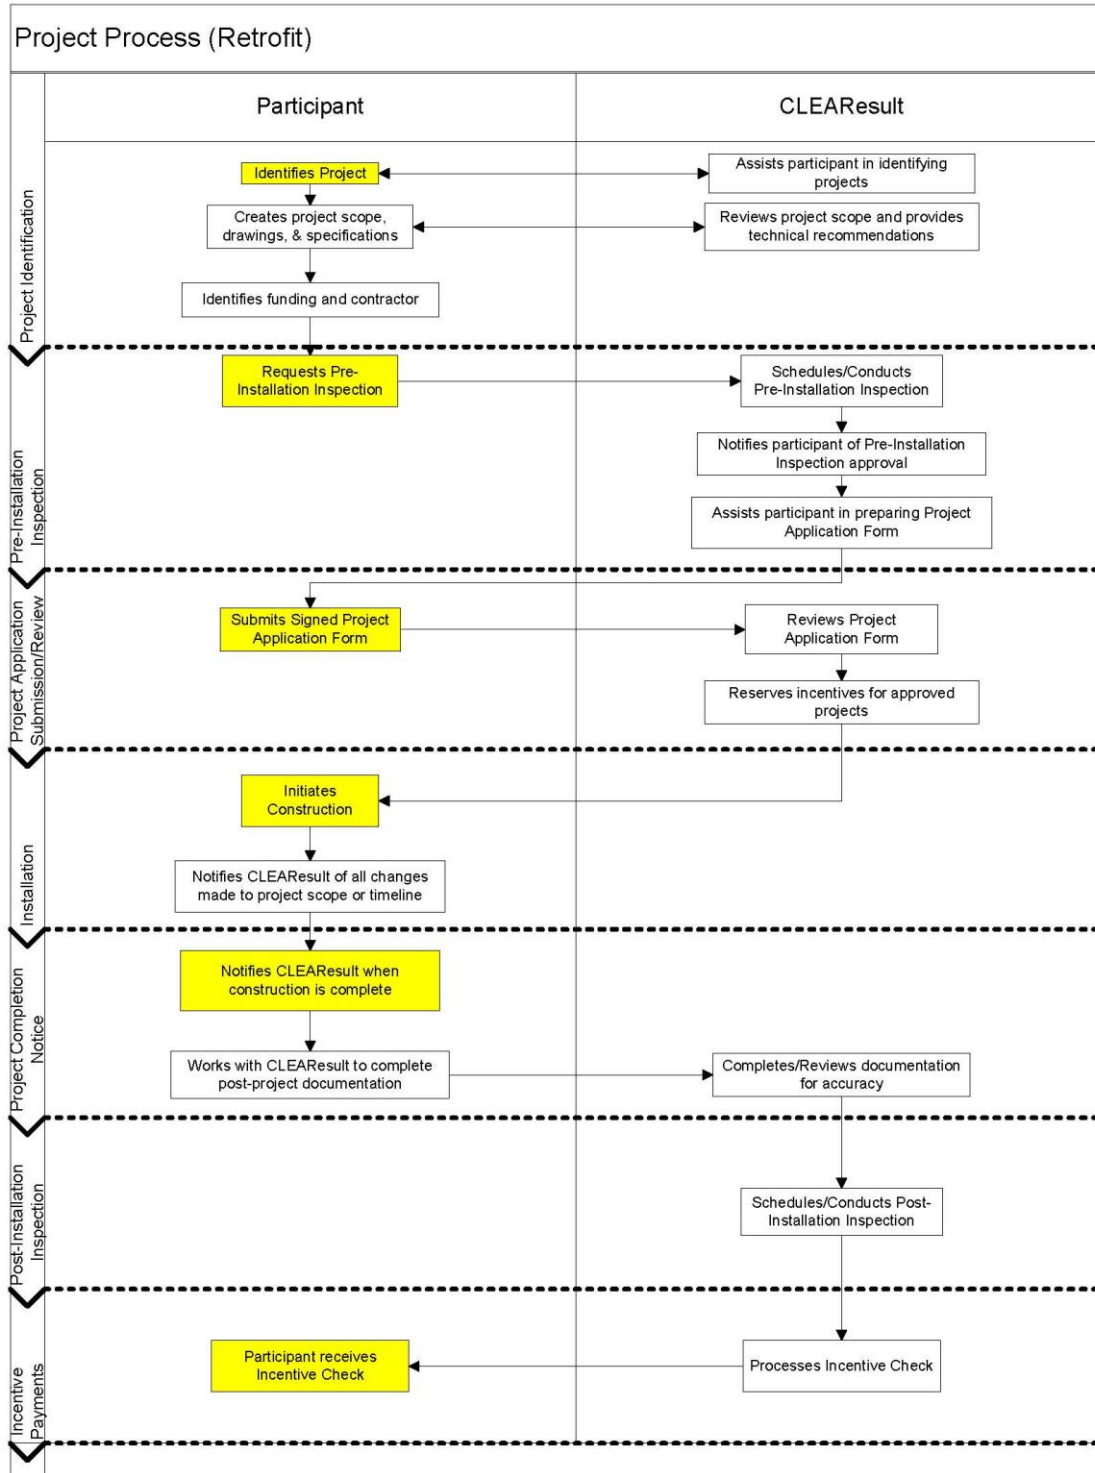 Project Process (Retrofit)
Participant
CLEAResult
Project Identification
Identifies Project
Assists participant in identifying
projects
Creates project scope,
drawings, & specifications
Reviews project scope and provides
technical recommendations
Identifies funding and contractor
Pre-Installation
Inspection
Requests Pre-
Installation Inspection
Schedules/Conducts
Pre-Installation Inspection
Notifies participant of Pre-Installation
Inspection approval
Assists participant in preparing Project
Application Form
Project Application
Submission/Review
Submits Signed Project
Application Form
Reviews Project
Application Form
Reserves incentives for approved
projects
Installation
Initiates
Construction
Notifies CLEAResult of all changes
made to project scope or timeline
Project Completion
Notice
Notifies CLEAResult when
construction is complete
Works with CLEAResult to complete
post-project documentation
Completes/Reviews documentation
for accuracy
Post-Installation
Inspection
Schedules/Conducts Post-
Installation Inspection
Incentive
Payments
Participant receives
Incentive Check
Processes Incentive Check